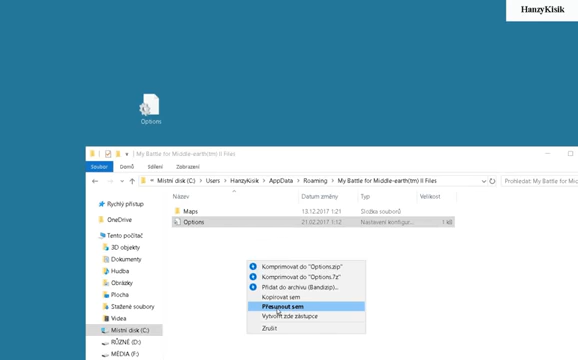 HanzyKisik
Options
My Battle for Middle-earth(tm) II Files
Soubor Domů Sdílení Zobrazení
Místní disk (C:) > Users > HanzyKisik > AppData > Roaming > My Battle for Middle-earth(tm) II Files
Prohledat: My Battle for Mi
Název Datum změny Typ Velikost
Rychlý přístup
OneDrive
Tento počítač
3D objekty
Dokumenty
Hudba
Obrázky
Plocha
Stažené soubory
Videa
Místní disk (C:)
RŮZNÉ (D:)
MÉDIA (F:)
Maps 13.12.2017 1:21 Složka souborů
Options 21.02.2017 1:12 Nastavení konfigur... 1 kB
Komprimovat do "Options.zip"
Komprimovat do "Options.7z"
Přidat do archivu (Bandizip)...
Kopírovat sem
Přesunout sem
Vytvořit zde zástupce
Zrušit